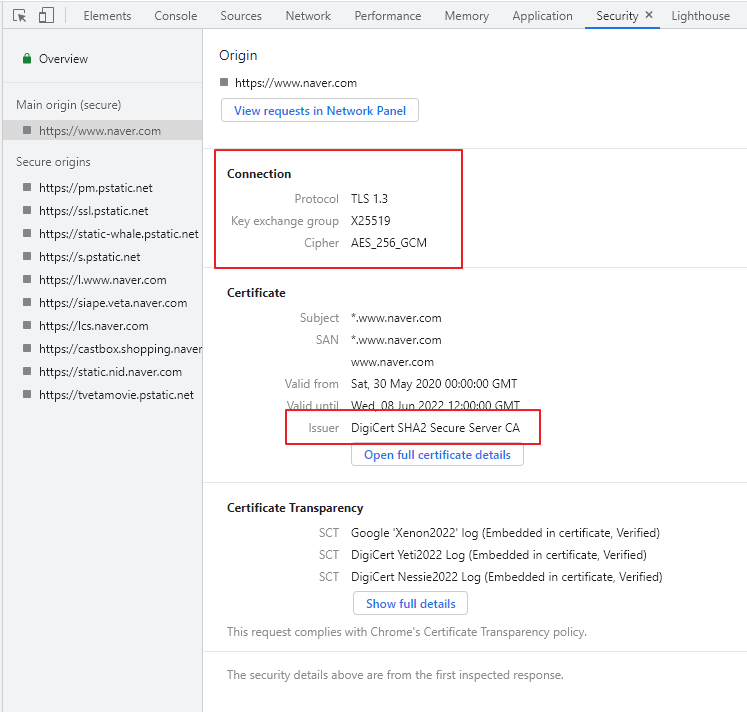 Elements Console Sources Network Performance Memory Application Security ✕ Lighthouse
Overview
Main origin (secure)
https://www.naver.com
Secure origins
https://pm.pstatic.net
https://ssl.pstatic.net
https://static-whale.pstatic.net
https://s.pstatic.net
https://l.www.naver.com
https://siape.veta.naver.com
https://lcs.naver.com
https://castbox.shopping.naver
https://static.nid.naver.com
https://tvetamovie.pstatic.net
Origin
https://www.naver.com
View requests in Network Panel
Connection
Protocol TLS 1.3
Key exchange group X25519
Cipher AES_256_GCM
Certificate
Subject *.www.naver.com
SAN *.www.naver.com
www.naver.com
Valid from Sat, 30 May 2020 00:00:00 GMT
Valid until Wed, 08 Jun 2022 12:00:00 GMT
Issuer DigiCert SHA2 Secure Server CA
Open full certificate details
Certificate Transparency
SCT Google 'Xenon2022' log (Embedded in certificate, Verified)
SCT DigiCert Yeti2022 Log (Embedded in certificate, Verified)
SCT DigiCert Nessie2022 Log (Embedded in certificate, Verified)
Show full details
This request complies with Chrome's Certificate Transparency policy.
The security details above are from the first inspected response.